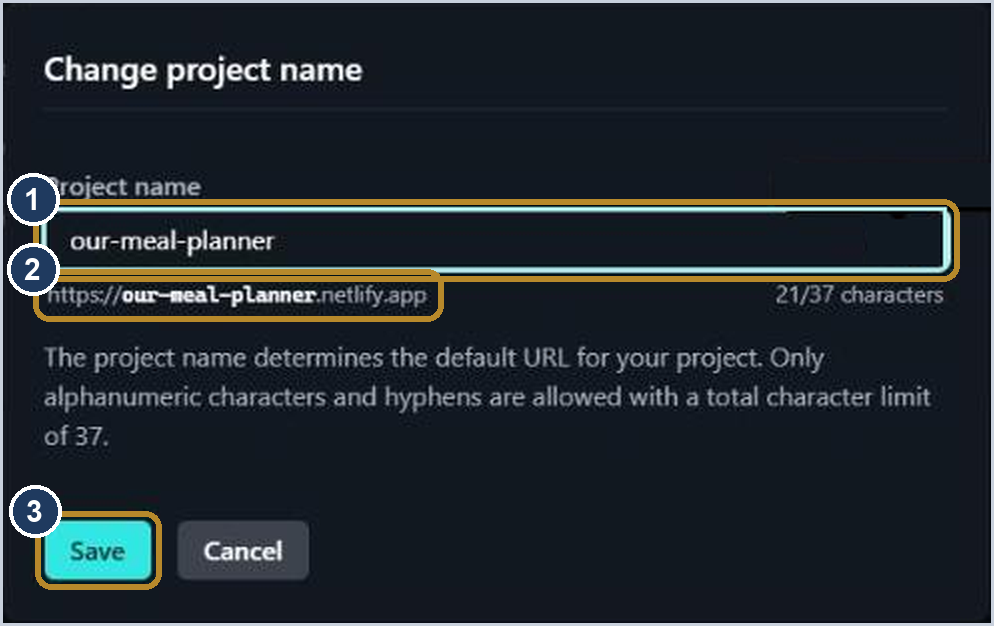 Change project name
Project name
1
our-meal-planner
2
https://our-meal-planner.netlify.app
21/37 characters
The project name determines the default URL for your project. Only
alphanumeric characters and hyphens are allowed with a total character limit
of 37.
3
Save
Cancel